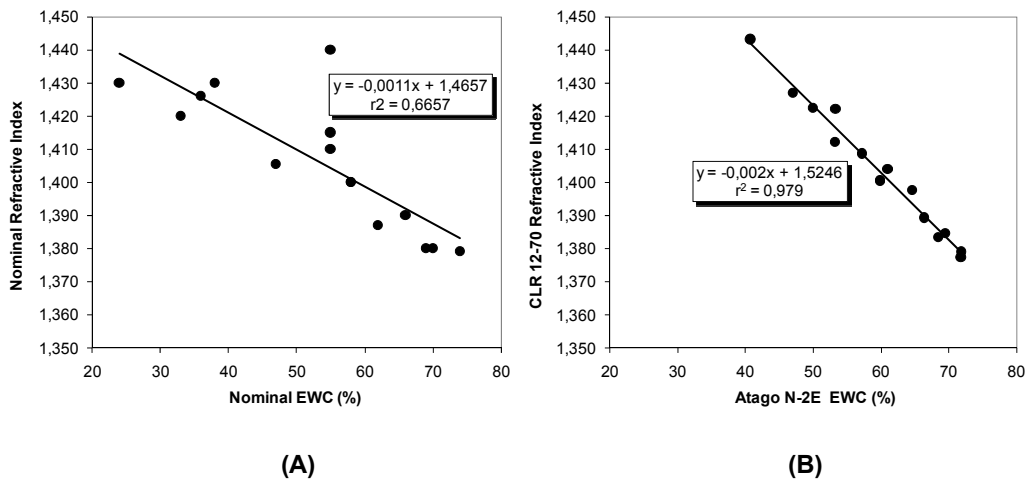 1,450
1,440
1,430
1,420
1,410
1,400
1,390
1,380
1,370
1,360
1,350
Nominal Refractive Index
y = -0,0011x + 1,4657
r2 = 0,6657
20 30 40 50 60 70 80
Nominal EWC (%)
(A)
1,450
1,440
1,430
1,420
1,410
1,400
1,390
1,380
1,370
1,360
1,350
CLR 12-70 Refractive Index
y = -0,002x + 1,5246
r² = 0,979
20 30 40 50 60 70 80
Atago N-2E EWC (%)
(B)